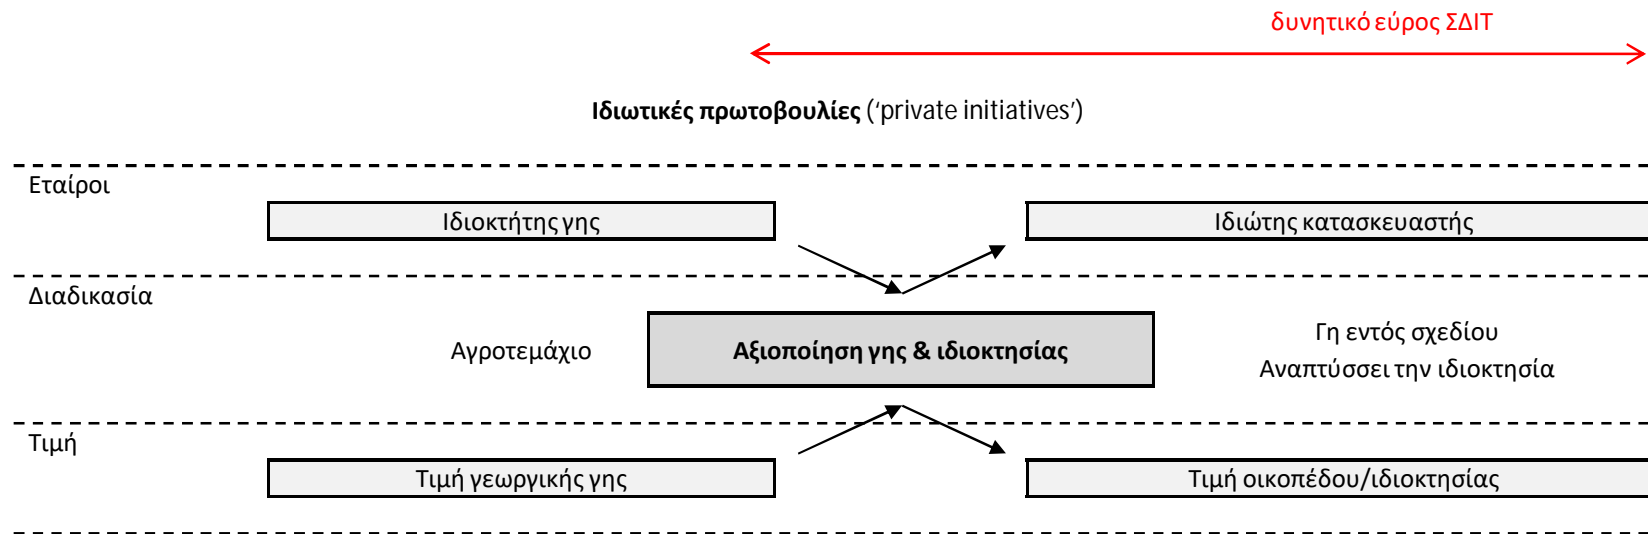 δυνητικό εύρος ΣΔΙΤ
Ιδιωτικές πρωτοβουλίες (‘private initiatives’)
Εταίροι
Ιδιοκτήτης γης
Ιδιώτης κατασκευαστής
Διαδικασία
Αγροτεμάχιο
Αξιοποίηση γης & ιδιοκτησίας
Γη εντός σχεδίου
Αναπτύσσει την ιδιοκτησία
Τιμή
Τιμή γεωργικής γης
Τιμή οικοπέδου/ιδιοκτησίας